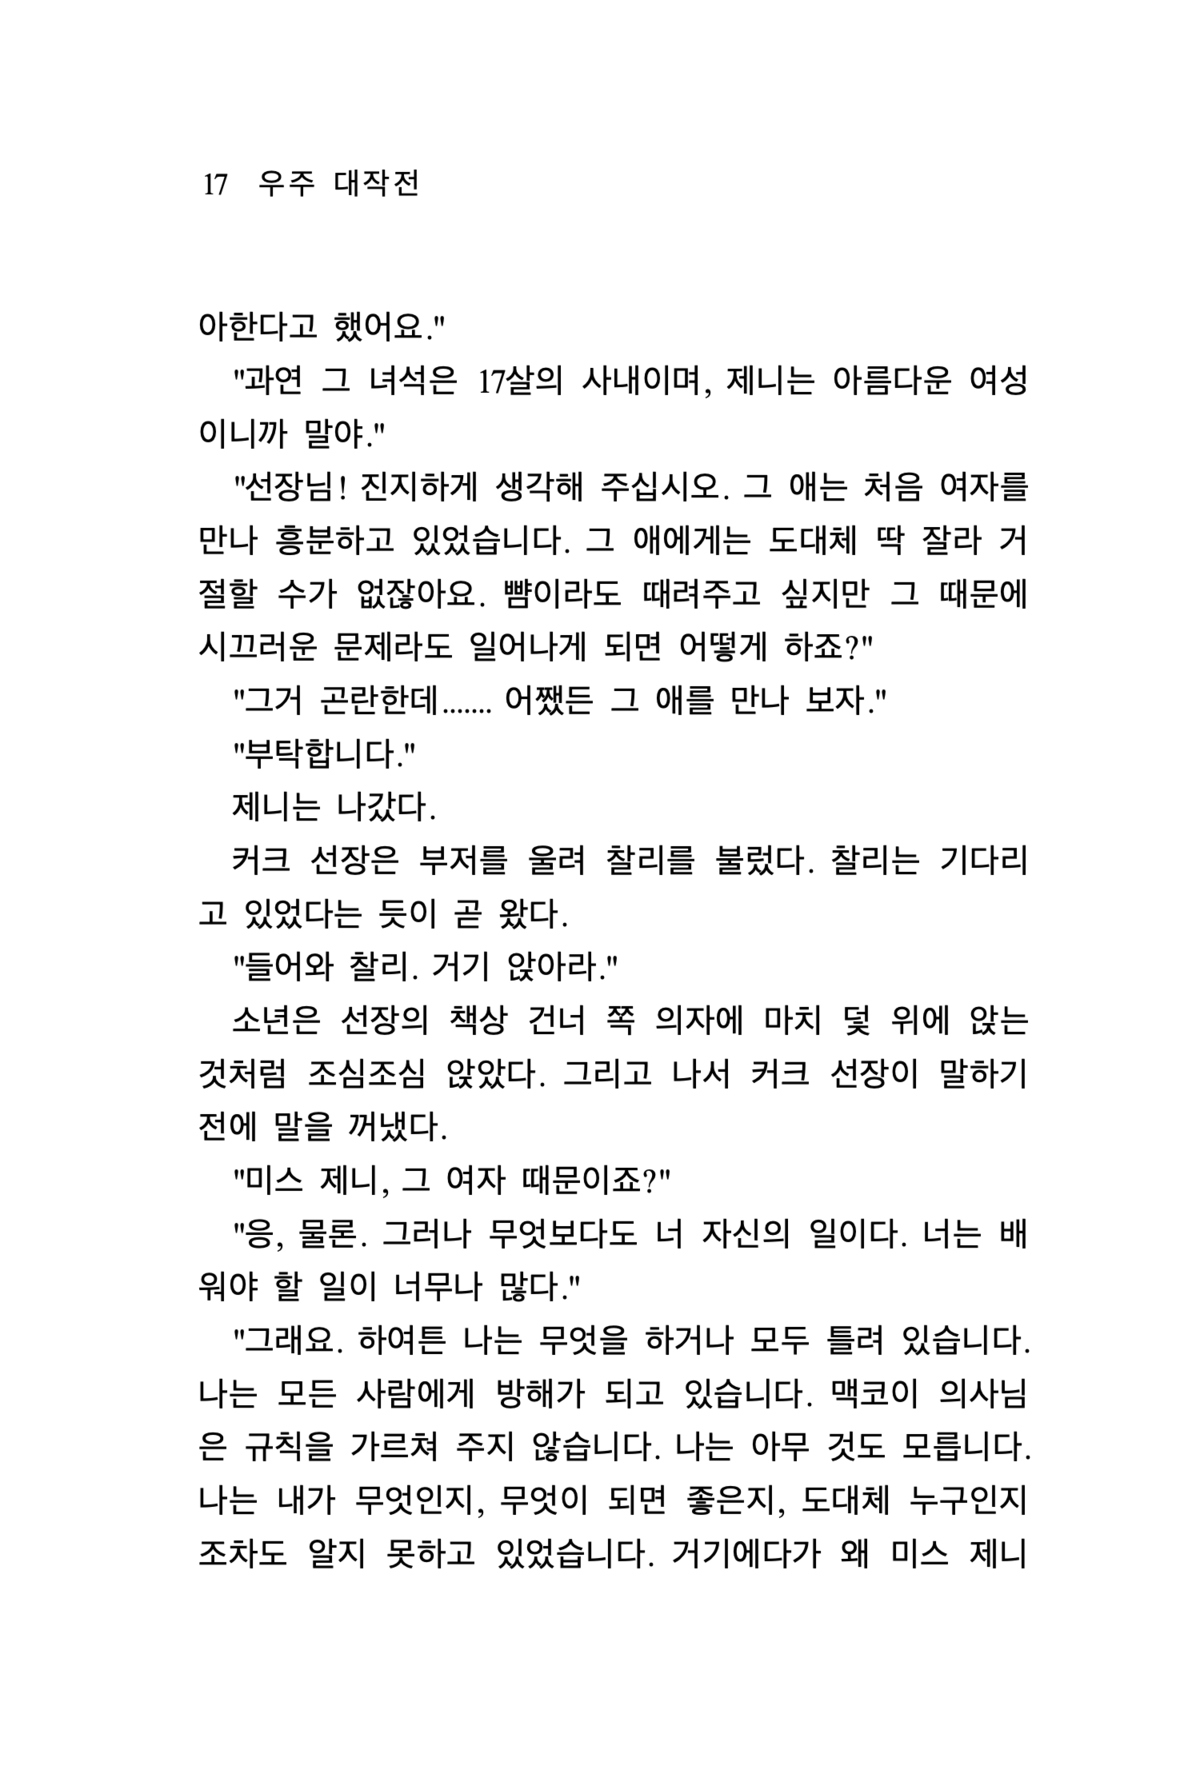 17 우주 대작전
아한다고 했어요."
"과연 그 녀석은 17살의 사내이며, 제니는 아름다운 여성
이니까 말야."
"선장님! 진지하게 생각해 주십시오. 그 애는 처음 여자를
만나 흥분하고 있었습니다. 그 애에게는 도대체 딱 잘라 거
절할 수가 없잖아요. 뺨이라도 때려주고 싶지만 그 때문에
시끄러운 문제라도 일어나게 되면 어떻게 하죠?"
"그거 곤란한데....... 어쨌든 그 애를 만나 보자."
"부탁합니다."
제니는 나갔다.
커크 선장은 부저를 울려 찰리를 불렀다. 찰리는 기다리
고 있었다는 듯이 곧 왔다.
"들어와 찰리. 거기 앉아라."
소년은 선장의 책상 건너 쪽 의자에 마치 덫 위에 앉는
것처럼 조심조심 앉았다. 그리고 나서 커크 선장이 말하기
전에 말을 꺼냈다.
"미스 제니, 그 여자 때문이죠?"
"응, 물론. 그러나 무엇보다도 너 자신의 일이다. 너는 배
워야 할 일이 너무나 많다."
"그래요. 하여튼 나는 무엇을 하거나 모두 틀려 있습니다.
나는 모든 사람에게 방해가 되고 있습니다. 맥코이 의사님
은 규칙을 가르쳐 주지 않습니다. 나는 아무 것도 모릅니다.
나는 내가 무엇인지, 무엇이 되면 좋은지, 도대체 누구인지
조차도 알지 못하고 있었습니다. 거기에다가 왜 미스 제니